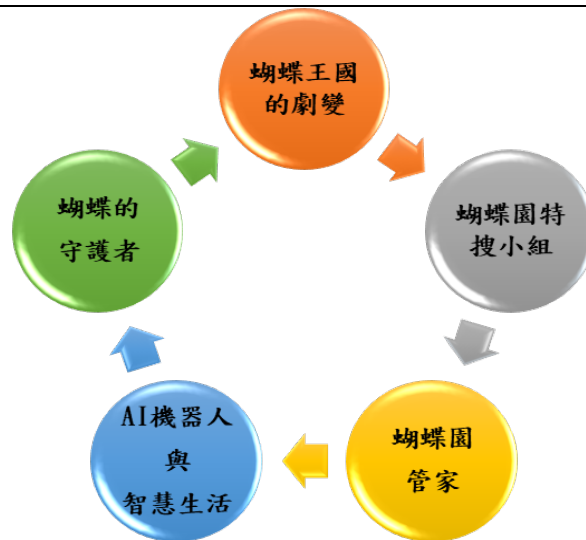 蝴蝶王國
的劇變
蝴蝶園特
搜小組
蝴蝶園
管家
AI機器人
與
智慧生活
蝴蝶的
守護者